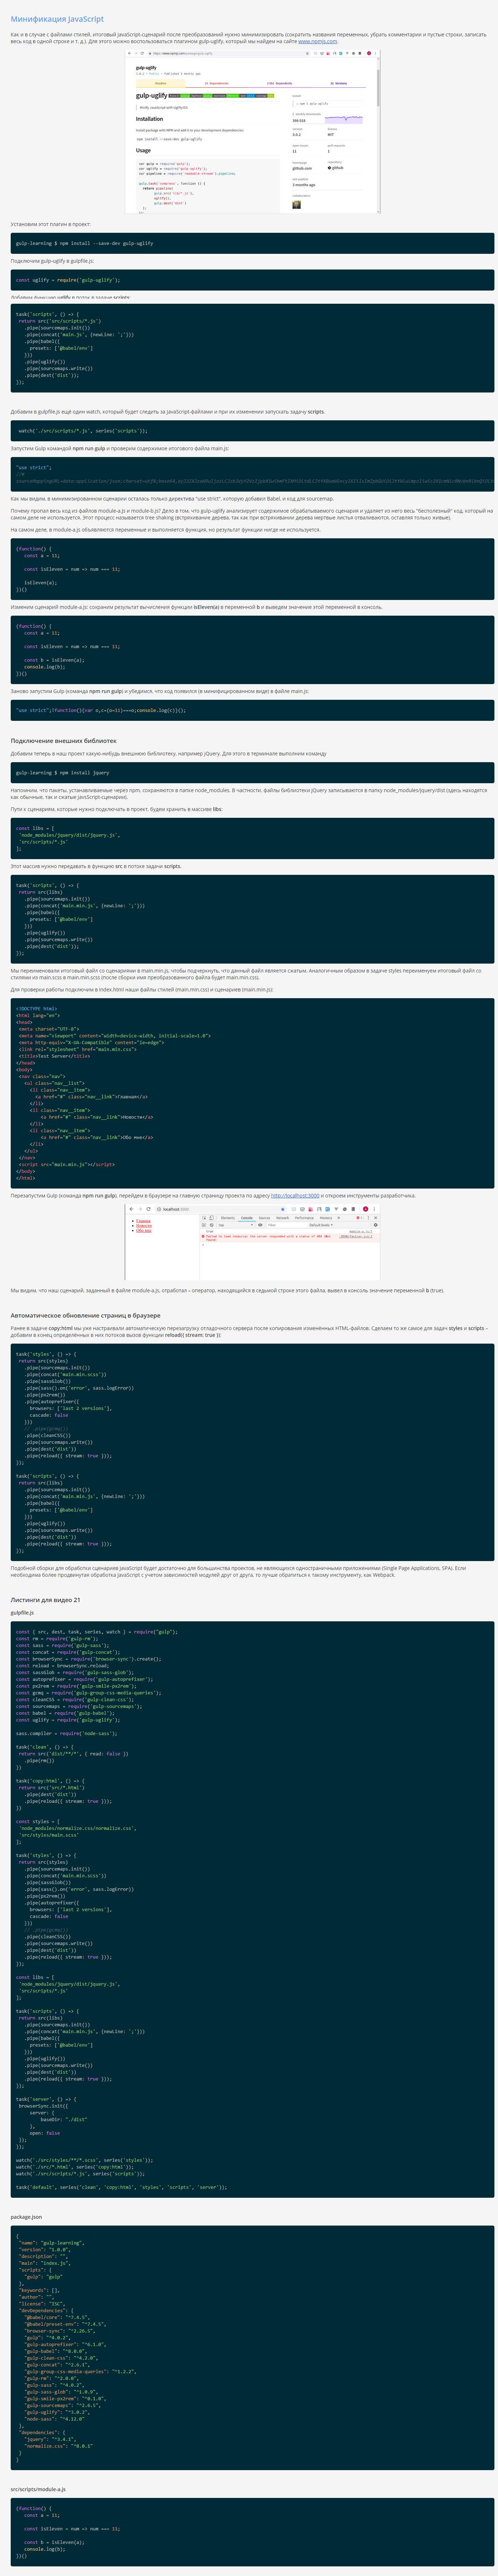 Минификация JavaScript
Как и в случае с файлами стилей, итоговый JavaScript-сценарий после преобразований нужно минимизировать (сократить названия переменных, убрать комментарии и пустые строки, записать
весь код в одной строке и т. д.). Для этого можно воспользоваться плагином gulp-uglify, который мы найдем на сайте www.npmjs.com.
gulp-uglify
Installation
Install package with NPM and add it to your development dependencies:
npm install --save-dev gulp-uglify
Usage
var gulp = require('gulp');
var uglify = require('gulp-uglify');
var pipeline = require('readable-stream').pipeline;
gulp.task('compress', function () {
return pipeline(
gulp.src('lib/*.js'),
uglify(),
gulp.dest('dist')
);
Установим этот плагин в проект:
gulp-learning $ npm install --save-dev gulp-uglify
Подключим gulp-uglify в gulpfile.js:
const uglify = require('gulp-uglify');
Добавим функцию uglify в поток в задаче scripts:
task('scripts', () => {
return src('src/scripts/*.js')
.pipe(sourcemaps.init())
.pipe(concat('main.js', {newLine: ';'}))
.pipe(babel({
presets: ['@babel/env']
}))
.pipe(uglify())
.pipe(sourcemaps.write())
.pipe(dest('dist'));
});
Добавим в gulpfile.js ещё один watch, который будет следить за JavaScript-файлами и при их изменении запускать задачу scripts.
watch('./src/scripts/*.js', series('scripts'));
Запустим Gulp командой npm run gulp и проверим содержимое итогового файла main.js:
"use strict";
Как мы видим, в минимизированном сценарии осталась только директива "use strict", которую добавил Babel, и код для sourcemap.
Почему пропал весь код из файлов module-a.js и module-b.js? Дело в том, что gulp-uglify анализирует содержимое обрабатываемого сценария и удаляет из него весь "бесполезный" код, который на
самом деле не используется. Этот процесс называется tree shaking (встряхивание дерева, так как при встряхивании дерева мертвые листья отваливаются, оставляя только живые).
На самом деле, в module-a.js объявляются переменные и выполняется функция, но результат функции нигде не используется.
(function() {
const a = 11;
const isEleven = num => num === 11;
isEleven(a);
})()
Изменим сценарий module-a.js: сохраним результат вычисления функции isEleven(a) в переменной b и выведем значение этой переменной в консоль.
(function() {
const a = 11;
const isEleven = num => num === 11;
const b = isEleven(a);
console.log(b);
})()
Заново запустим Gulp (команда npm run gulp) и убедимся, что код появился (в минифицированном виде) в файле main.js:
"use strict";!function(){var o,c=(o=11)===o;console.log(c)}();
Подключение внешних библиотек
Добавим теперь в наш проект какую-нибудь внешнюю библиотеку, например jQuery. Для этого в терминале выполним команду
gulp-learning $ npm install jquery
Напомним, что пакеты, устанавливаемые через npm, сохраняются в папке node_modules. В частности, файлы библиотеки jQuery записываются в папку node_modules/jquery/dist (здесь находятся
как обычные, так и сжатые JavaScript-сценарии).
Пути к сценариям, которые нужно подключать в проект, будем хранить в массиве libs:
const libs = [
'node_modules/jquery/dist/jquery.js',
'src/scripts/*.js'
];
Этот массив нужно передавать в функцию src в потоке задачи scripts.
task('scripts', () => {
return src(libs)
.pipe(sourcemaps.init())
.pipe(concat('main.min.js', {newLine: ';'}))
.pipe(babel({
presets: ['@babel/env']
}))
.pipe(uglify())
.pipe(sourcemaps.write())
.pipe(dest('dist'));
});
Мы переименовали итоговый файл со сценариями в main.min.js, чтобы подчеркнуть, что данный файл является сжатым. Аналогичным образом в задаче styles переименуем итоговый файл со
стилями из main.scss в main.min.scss (после сборки имя преобразованного файла будет main.min.css).
Для проверки работы подключим в index.html наши файлы стилей (main.min.css) и сценариев (main.min.js):
<!DOCTYPE html>
<html lang="en">
<head>
<meta charset="UTF-8">
<meta name="viewport" content="width=device-width, initial-scale=1.0">
<meta http-equiv="X-UA-Compatible" content="ie=edge">
<link rel="stylesheet" href="main.min.css">
<title>Test Server</title>
</head>
<body>
<nav class="nav">
<ul class="nav__list">
<li class="nav__item">
<a href="#" class="nav__link">Главная</a>
</li>
<li class="nav__item">
<a href="#" class="nav__link">Новости</a>
</li>
<li class="nav__item">
<a href="#" class="nav__link">Обо мне</a>
</li>
</ul>
</nav>
<script src="main.min.js"></script>
</body>
</html>
Перезапустим Gulp (команда npm run gulp), перейдем в браузере на главную страницу проекта по адресу http://localhost:3000 и откроем инструменты разработчика.
localhost:3000
Главная
Новости
Обо мне
Elements Console Sources Network Performance Memory
top Filter Default levels
true
Мы видим, что наш сценарий, заданный в файле module-a.js, отработал – оператор, находящийся в седьмой строке этого файла, вывел в консоль значение переменной b (true).
Автоматическое обновление страниц в браузере
Ранее в задаче copy:html мы уже настраивали автоматическую перезагрузку отладочного сервера после копирования изменённых HTML-файлов. Сделаем то же самое для задач styles и scripts –
добавим в конец определённых в них потоков вызов функции reload({ stream: true }):
task('styles', () => {
return src(styles)
.pipe(sourcemaps.init())
.pipe(concat('main.min.scss'))
.pipe(sassGlob())
.pipe(sass().on('error', sass.logError))
.pipe(px2rem())
.pipe(autoprefixer({
browsers: ['last 2 versions'],
cascade: false
}))
// .pipe(gcmq())
.pipe(cleanCSS())
.pipe(sourcemaps.write())
.pipe(dest('dist'))
.pipe(reload({ stream: true }));
});
task('scripts', () => {
return src(libs)
.pipe(sourcemaps.init())
.pipe(concat('main.min.js', {newLine: ';'}))
.pipe(babel({
presets: ['@babel/env']
}))
.pipe(uglify())
.pipe(sourcemaps.write())
.pipe(dest('dist'))
.pipe(reload({ stream: true }));
});
Подобной сборки для обработки сценариев JavaScript будет достаточно для большинства проектов, не являющихся одностраничными приложениями (Single Page Applications, SPA). Если
необходима более продвинутая обработка JavaScript с учетом зависимостей модулей друг от друга, то лучше обратиться к такому инструменту, как Webpack.
Листинги для видео 21
gulpfile.js
const { src, dest, task, series, watch } = require("gulp");
const rm = require('gulp-rm');
const sass = require('gulp-sass');
const concat = require('gulp-concat');
const browserSync = require('browser-sync').create();
const reload = browserSync.reload;
const sassGlob = require('gulp-sass-glob');
const autoprefixer = require('gulp-autoprefixer');
const px2rem = require('gulp-smile-px2rem');
const gcmq = require('gulp-group-css-media-queries');
const cleanCSS = require('gulp-clean-css');
const sourcemaps = require('gulp-sourcemaps');
const babel = require('gulp-babel');
const uglify = require('gulp-uglify');
sass.compiler = require('node-sass');
task('clean', () => {
return src('dist/**/*', { read: false })
.pipe(rm())
})
task('copy:html', () => {
return src('src/*.html')
.pipe(dest('dist'))
.pipe(reload({ stream: true }));
})
const styles = [
'node_modules/normalize.css/normalize.css',
'src/styles/main.scss'
];
task('styles', () => {
return src(styles)
.pipe(sourcemaps.init())
.pipe(concat('main.min.scss'))
.pipe(sassGlob())
.pipe(sass().on('error', sass.logError))
.pipe(px2rem())
.pipe(autoprefixer({
browsers: ['last 2 versions'],
cascade: false
}))
// .pipe(gcmq())
.pipe(cleanCSS())
.pipe(sourcemaps.write())
.pipe(dest('dist'))
.pipe(reload({ stream: true }));
});
const libs = [
'node_modules/jquery/dist/jquery.js',
'src/scripts/*.js'
];
task('scripts', () => {
return src(libs)
.pipe(sourcemaps.init())
.pipe(concat('main.min.js', {newLine: ';'}))
.pipe(babel({
presets: ['@babel/env']
}))
.pipe(uglify())
.pipe(sourcemaps.write())
.pipe(dest('dist'))
.pipe(reload({ stream: true }));
});
task('server', () => {
browserSync.init({
server: {
baseDir: "./dist"
},
open: false
});
});
watch('./src/styles/**/*.scss', series('styles'));
watch('./src/*.html', series('copy:html'));
watch('./src/scripts/*.js', series('scripts'));
task('default', series('clean', 'copy:html', 'styles', 'scripts', 'server'));
package.json
{
"name": "gulp-learning",
"version": "1.0.0",
"description": "",
"main": "index.js",
"scripts": {
"gulp": "gulp"
},
"keywords": [],
"author": "",
"license": "ISC",
"devDependencies": {
"@babel/core": "^7.4.5",
"@babel/preset-env": "^7.4.5",
"browser-sync": "^2.26.5",
"gulp": "^4.0.2",
"gulp-autoprefixer": "^6.1.0",
"gulp-babel": "^8.0.0",
"gulp-clean-css": "^4.2.0",
"gulp-concat": "^2.6.1",
"gulp-group-css-media-queries": "^1.2.2",
"gulp-rm": "^2.0.0",
"gulp-sass": "^4.0.2",
"gulp-sass-glob": "^1.0.9",
"gulp-smile-px2rem": "^0.1.0",
"gulp-sourcemaps": "^2.6.5",
"gulp-uglify": "^3.0.2",
"node-sass": "^4.12.0"
},
"dependencies": {
"jquery": "^3.4.1",
"normalize.css": "^8.0.1"
}
}
src/scripts/module-a.js
(function() {
const a = 11;
const isEleven = num => num === 11;
const b = isEleven(a);
console.log(b);
})()